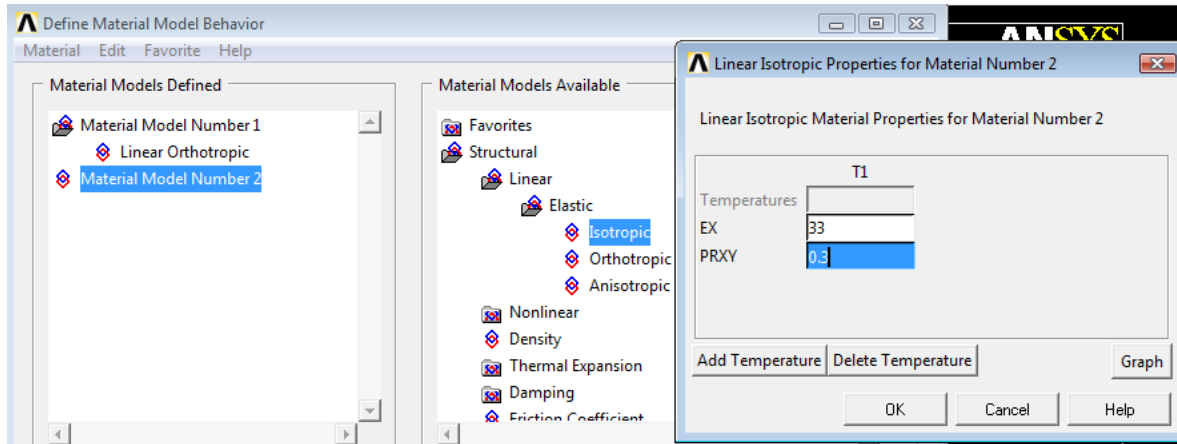 Define Material Model Behavior
Material Edit Favorite Help
Material Models Defined
Material Model Number 1
Linear Orthotropic
Material Model Number 2
Material Models Available
Favorites
Structural
Linear
Elastic
Isotropic
Orthotropic
Anisotropic
Nonlinear
Density
Thermal Expansion
Damping
Friction Coefficient
ANSYS
Linear Isotropic Properties for Material Number 2
Linear Isotropic Material Properties for Material Number 2
T1
Temperatures
EX 33
PRXY 0.3
Add Temperature Delete Temperature Graph
OK Cancel Help